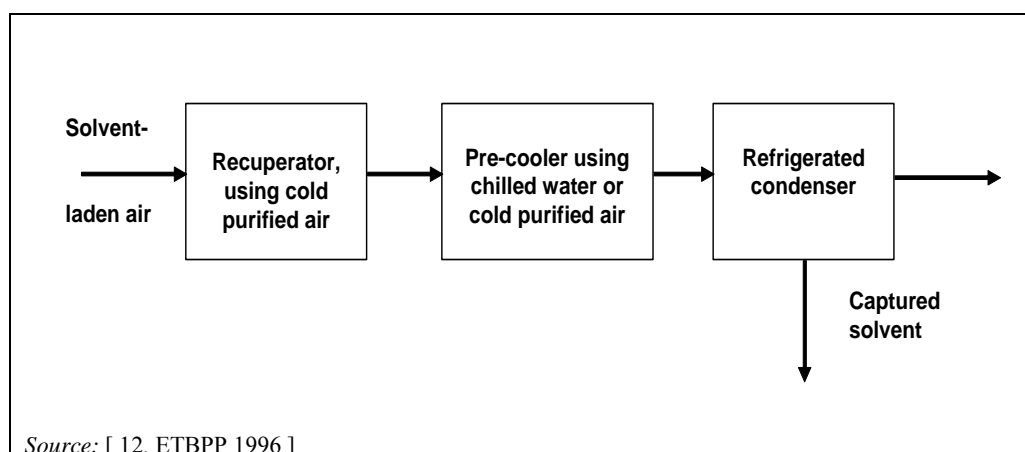 Solvent-
laden air
Recuperator,
using cold
purified air
Pre-cooler using
chilled water or
cold purified air
Refrigerated
condenser
Captured
solvent
Source: [ 12, ETBPP 1996 ]